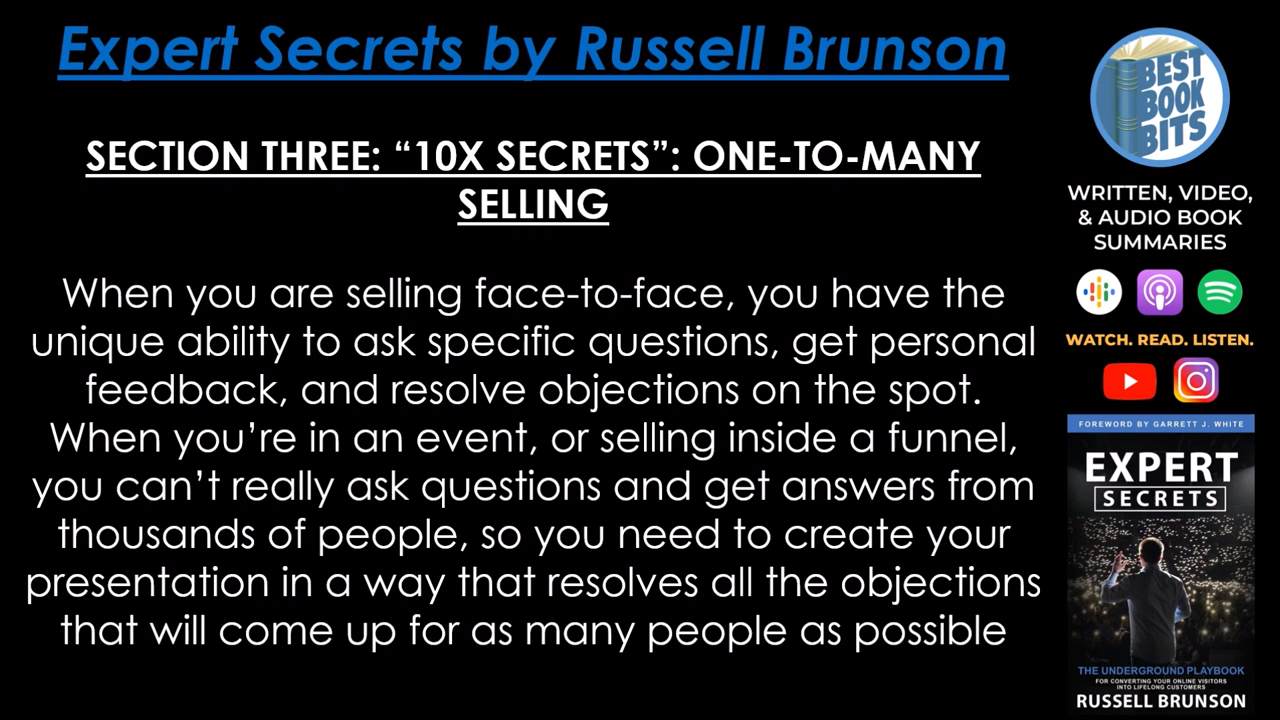 Expert Secrets by Russell Brunson
SECTION THREE: “10X SECRETS”: ONE-TO-MANY
SELLING
When you are selling face-to-face, you have the
unique ability to ask specific questions, get personal
feedback, and resolve objections on the spot.
When you’re in an event, or selling inside a funnel,
you can’t really ask questions and get answers from
thousands of people, so you need to create your
presentation in a way that resolves all the objections
that will come up for as many people as possible
BEST
BOOK
BITS
WRITTEN, VIDEO,
& AUDIO BOOK
SUMMARIES
WATCH. READ. LISTEN.
FOREWORD BY GARRETT J. WHITE
EXPERT
SECRETS
THE UNDERGROUND PLAYBOOK
FOR CONVERTING YOUR ONLINE VISITORS
INTO LIFELONG CUSTOMERS
RUSSELL BRUNSON